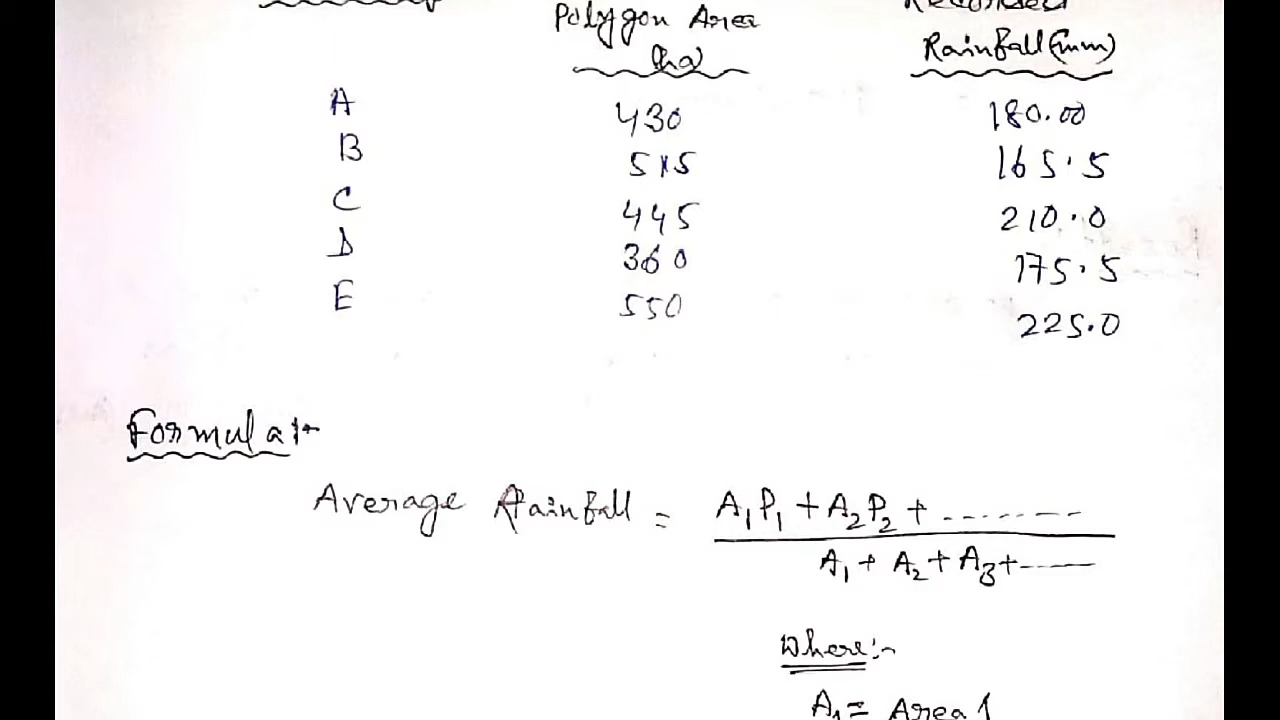 Polygon Area
(ha)
Rainfall (mm)
A 430 180.00
B 515 165.5
C 445 210.0
D 360 175.5
E 550 225.0
Formula:-
Average Rainfall = A₁P₁ + A₂P₂ + --------
A₁ + A₂ + A₃ + ------
Where:-
A₁ = Area 1